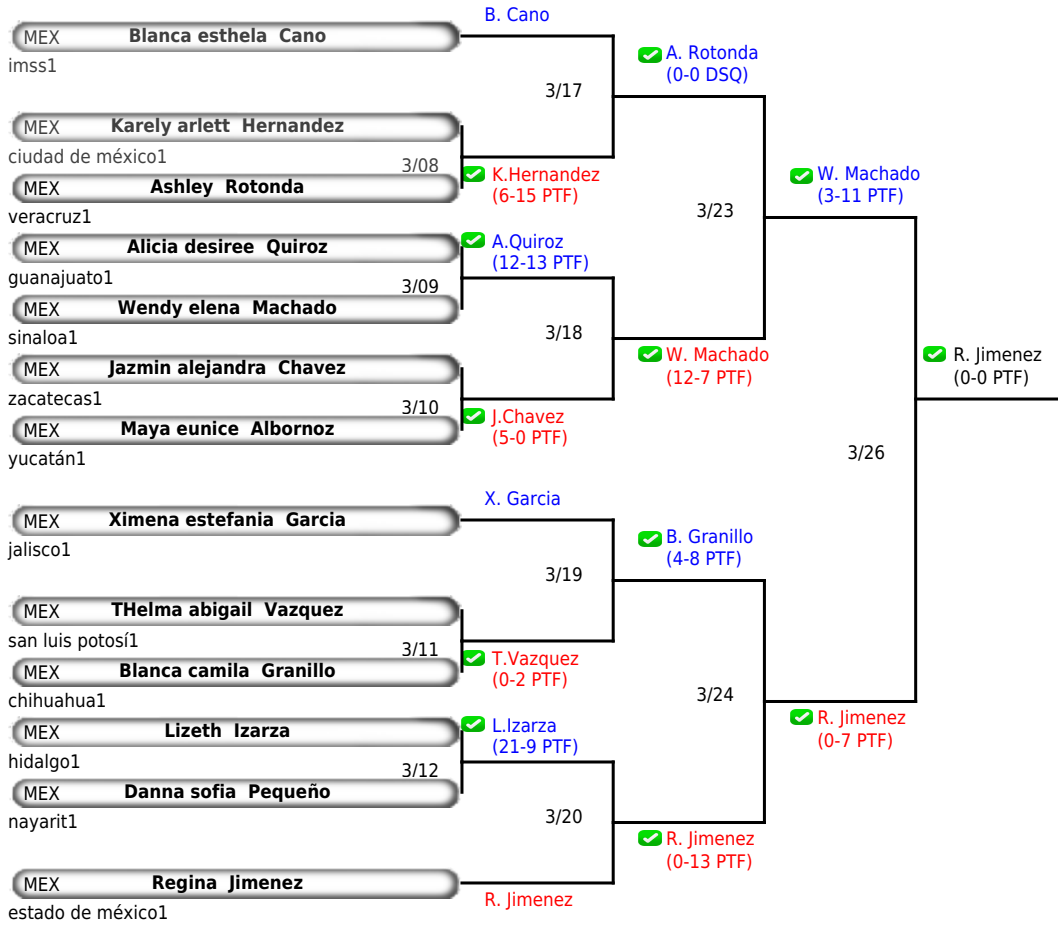 B. Cano
MEX Blanca esthela Cano
imss1
A. Rotonda
(0-0 DSQ)
3/17
MEX Karely arlett Hernandez
ciudad de méxico1
3/08
K.Hernandez
(6-15 PTF)
MEX Ashley Rotonda
veracruz1
W. Machado
(3-11 PTF)
3/23
MEX Alicia desiree Quiroz
guanajuato1
A.Quiroz
(12-13 PTF)
3/09
MEX Wendy elena Machado
sinaloa1
3/18
W. Machado
(12-7 PTF)
R. Jimenez
(0-0 PTF)
MEX Jazmin alejandra Chavez
zacatecas1
3/10
J.Chavez
(5-0 PTF)
MEX Maya eunice Albornoz
yucatán1
3/26
X. Garcia
MEX Ximena estefania Garcia
jalisco1
B. Granillo
(4-8 PTF)
3/19
MEX THelma abigail Vazquez
san luis potosí1
3/11
T.Vazquez
(0-2 PTF)
MEX Blanca camila Granillo
chihuahua1
3/24
R. Jimenez
(0-7 PTF)
MEX Lizeth Izarza
hidalgo1
L.Izarza
(21-9 PTF)
3/12
MEX Danna sofia Pequeño
nayarit1
3/20
R. Jimenez
(0-13 PTF)
MEX Regina Jimenez
estado de méxico1
R. Jimenez